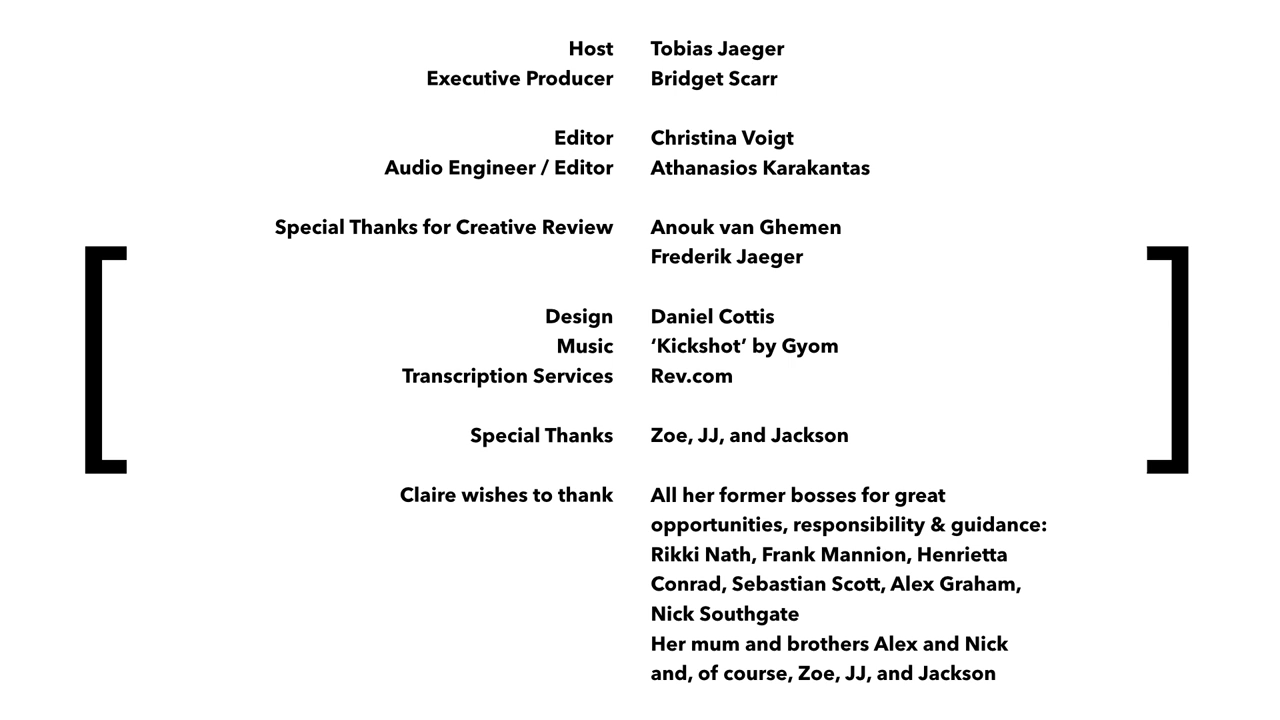 Host Tobias Jaeger
Executive Producer Bridget Scarr
Editor Christina Voigt
Audio Engineer / Editor Athanasios Karakantas
Special Thanks for Creative Review Anouk van Ghemen
Frederik Jaeger
Design Daniel Cottis
Music ‘Kickshot’ by Gyom
Transcription Services Rev.com
Special Thanks Zoe, JJ, and Jackson
Claire wishes to thank All her former bosses for great
opportunities, responsibility & guidance:
Rikki Nath, Frank Mannion, Henrietta
Conrad, Sebastian Scott, Alex Graham,
Nick Southgate
Her mum and brothers Alex and Nick
and, of course, Zoe, JJ, and Jackson